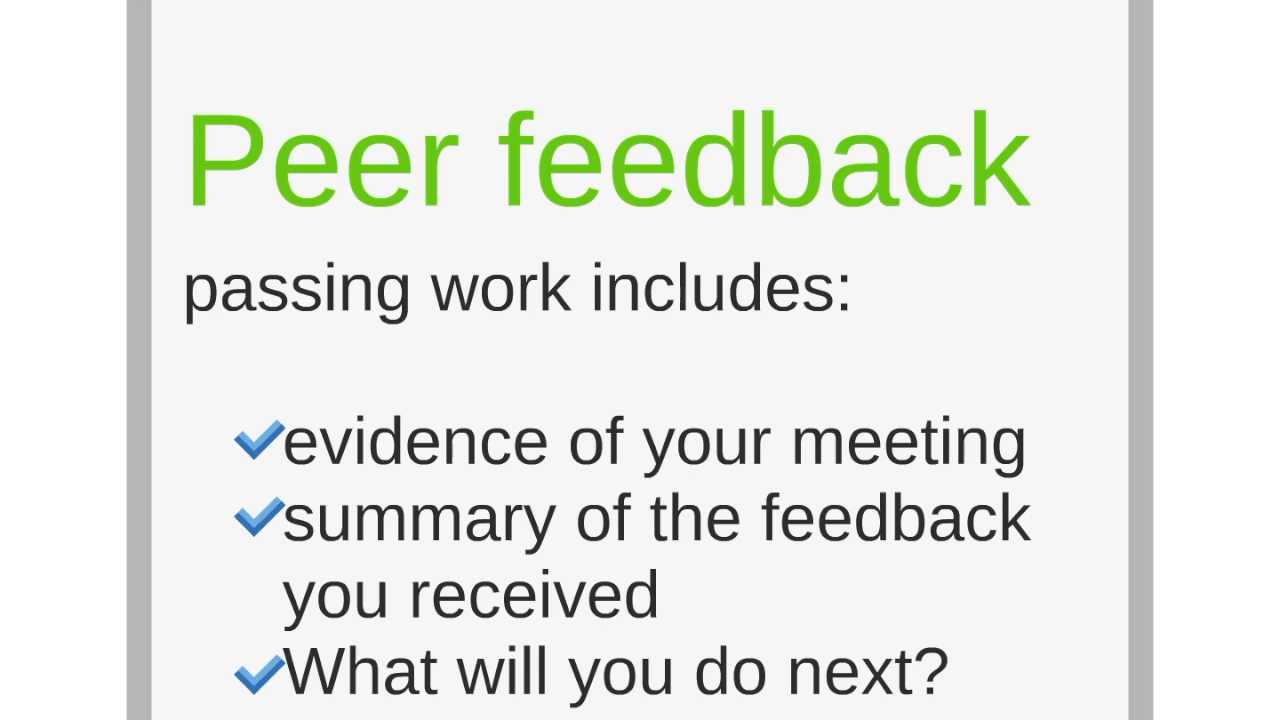 Peer feedback
passing work includes:
evidence of your meeting
summary of the feedback
you received
What will you do next?